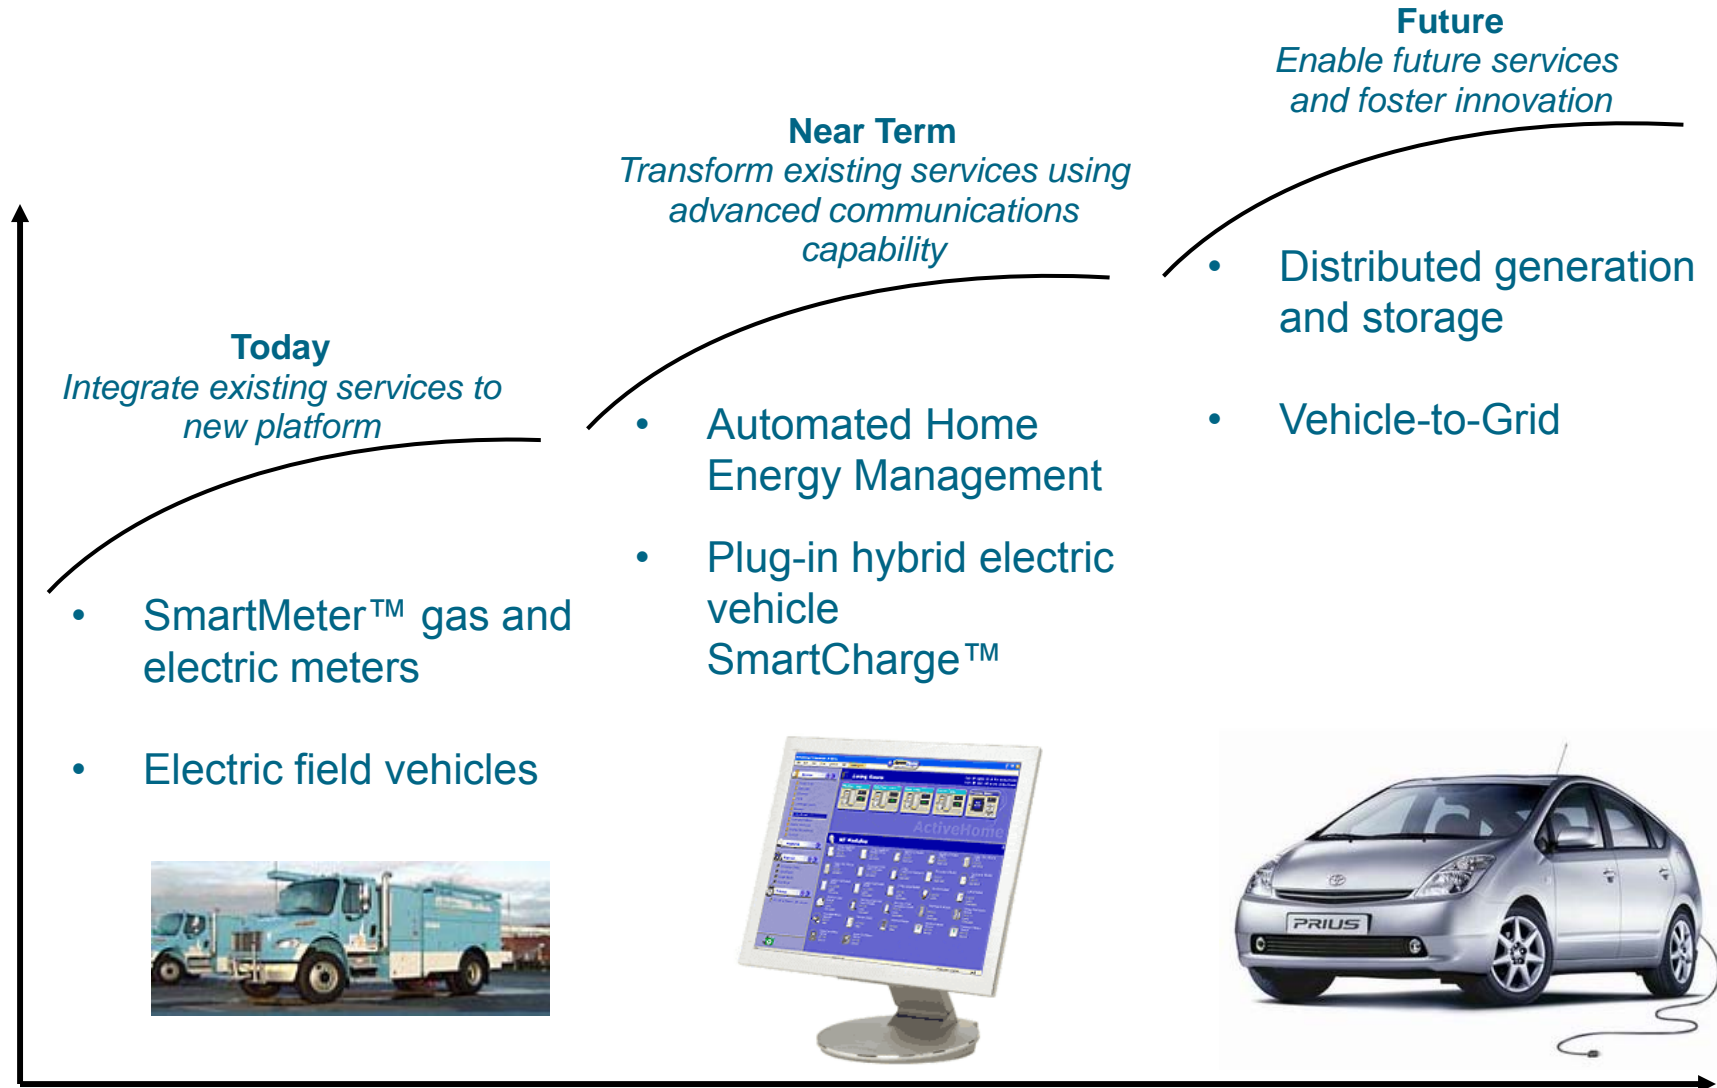 Future
Enable future services
and foster innovation
Near Term
Transform existing services using
advanced communications
capability
Today
Integrate existing services to
new platform
• Distributed generation
and storage
• Vehicle-to-Grid
• Automated Home
Energy Management
• Plug-in hybrid electric
vehicle
SmartCharge™
• SmartMeter™ gas and
electric meters
• Electric field vehicles
Living Room
ActiveHome
PRIUS